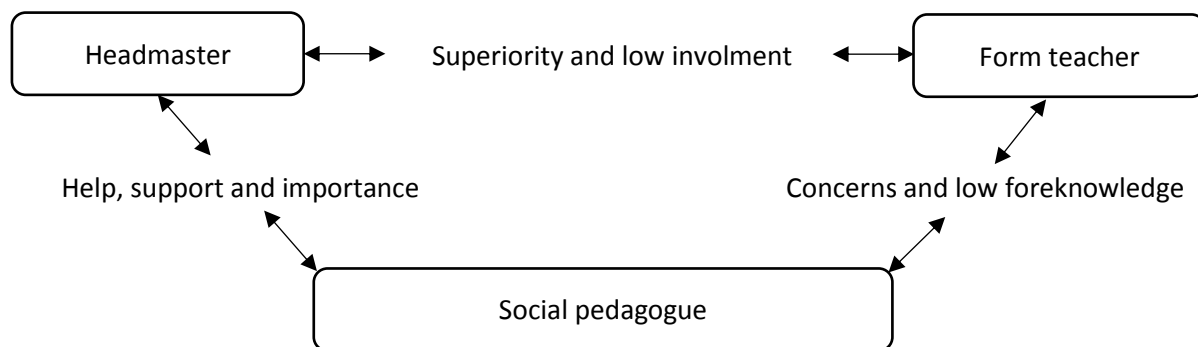 Headmaster
Superiority and low involment
Form teacher
Help, support and importance
Concerns and low foreknowledge
Social pedagogue